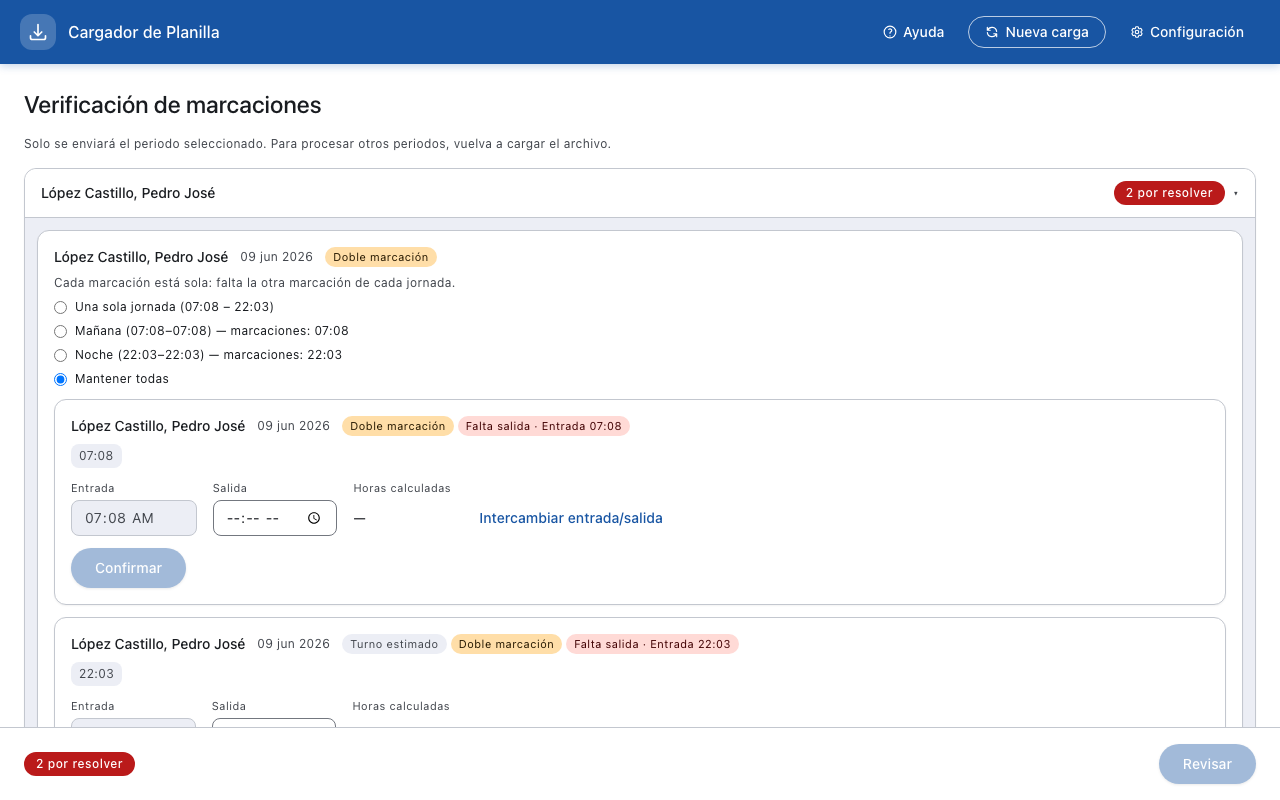 Cargador de Planilla
Ayuda
Nueva carga
Configuración
Verificación de marcaciones
Solo se enviará el periodo seleccionado. Para procesar otros periodos, vuelva a cargar el archivo.
López Castillo, Pedro José
2 por resolver
López Castillo, Pedro José 09 jun 2026 Doble marcación
Cada marcación está sola: falta la otra marcación de cada jornada.
Una sola jornada (07:08 – 22:03)
Mañana (07:08–07:08) — marcaciones: 07:08
Noche (22:03–22:03) — marcaciones: 22:03
Mantener todas
López Castillo, Pedro José 09 jun 2026 Doble marcación Falta salida · Entrada 07:08
07:08
Entrada Salida Horas calculadas
07:08 AM --:-- -- — Intercambiar entrada/salida
Confirmar
López Castillo, Pedro José 09 jun 2026 Turno estimado Doble marcación Falta salida · Entrada 22:03
22:03
Entrada Salida Horas calculadas
2 por resolver
Revisar